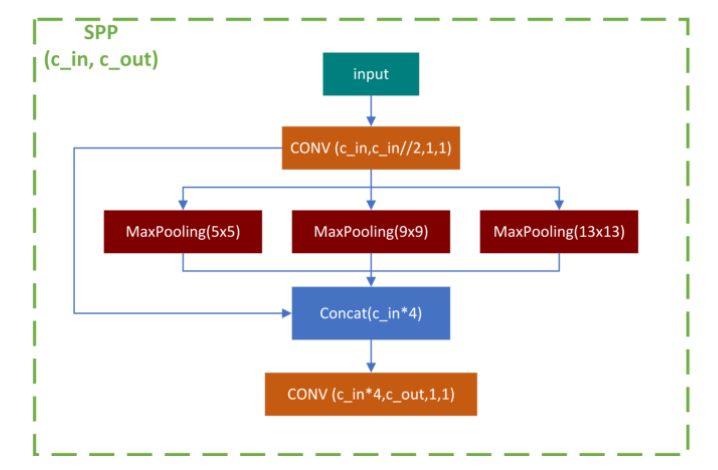 SPP
(c_in, c_out)
input
CONV (c_in,c_in//2,1,1)
MaxPooling(5x5)
MaxPooling(9x9)
MaxPooling(13x13)
Concat(c_in*4)
CONV (c_in*4,c_out,1,1)